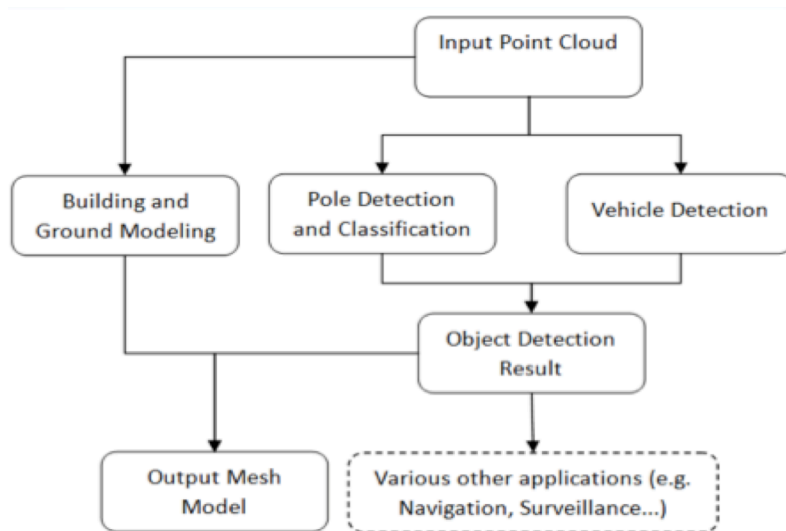 Input Point Cloud
Building and
Ground Modeling
Pole Detection
and Classification
Vehicle Detection
Object Detection
Result
Output Mesh
Model
Various other applications (e.g.
Navigation, Surveillance...)